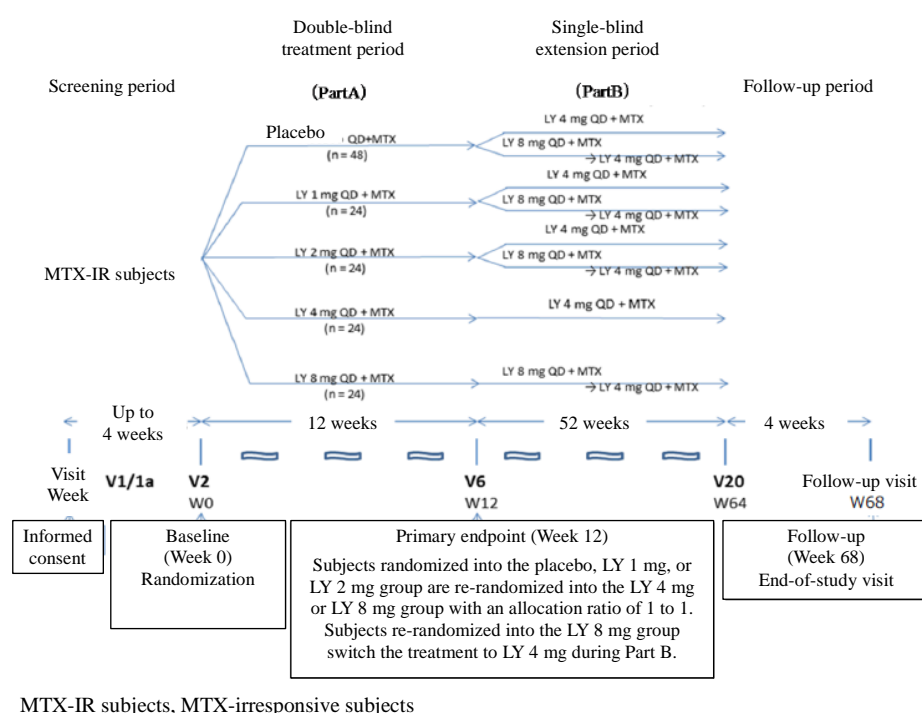 Double-blind
treatment period
(PartA)
Single-blind
extension period
(PartB)
Screening period
Follow-up period
Placebo QD+MTX
(n = 48)
LY 4 mg QD + MTX
LY 8 mg QD + MTX
→ LY 4 mg QD + MTX
LY 1 mg QD + MTX
(n = 24)
LY 4 mg QD + MTX
LY 8 mg QD + MTX
→ LY 4 mg QD + MTX
LY 2 mg QD + MTX
(n = 24)
LY 4 mg QD + MTX
LY 8 mg QD + MTX
→ LY 4 mg QD + MTX
MTX-IR subjects
LY 4 mg QD + MTX
(n = 24)
LY 4 mg QD + MTX
LY 8 mg QD + MTX
(n = 24)
LY 8 mg QD + MTX
→ LY 4 mg QD + MTX
Up to
4 weeks
12 weeks
52 weeks
4 weeks
Visit
Week
V1/1a
V2
W0
V6
W12
V20
W64
Follow-up visit
W68
Informed
consent
Baseline
(Week 0)
Randomization
Primary endpoint (Week 12)
Subjects randomized into the placebo, LY 1 mg, or
LY 2 mg group are re-randomized into the LY 4 mg
or LY 8 mg group with an allocation ratio of 1 to 1.
Subjects re-randomized into the LY 8 mg group
switch the treatment to LY 4 mg during Part B.
Follow-up
(Week 68)
End-of-study visit
MTX-IR subjects, MTX-irresponsive subjects